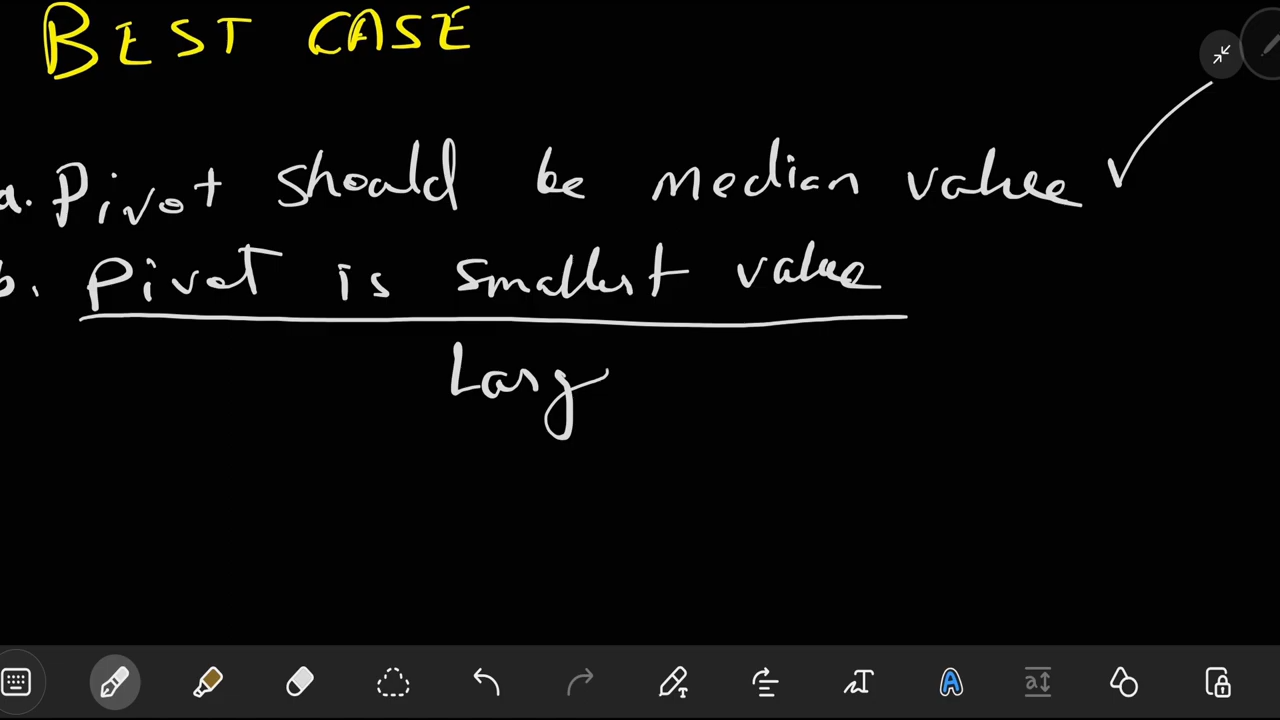 BEST CASE
a. Pivot should be median value ✓
b. Pivot is smallest value
Larg